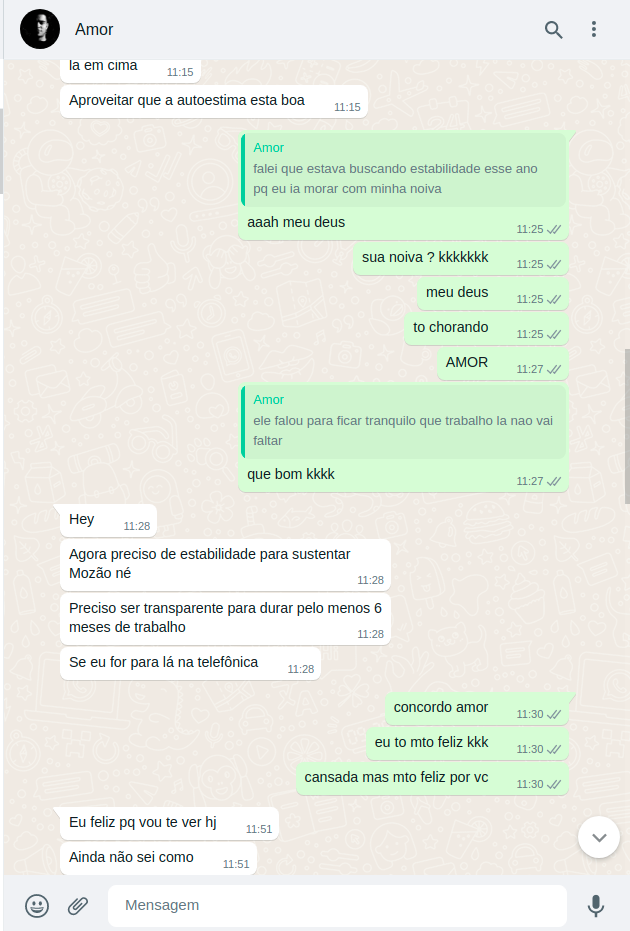 Amor
la em cima
11:15
Aproveitar que a autoestima esta boa
11:15
Amor
falei que estava buscando estabilidade esse ano
pq eu ia morar com minha noiva
aaah meu deus
11:25
sua noiva ? kkkkkkk
11:25
meu deus
11:25
to chorando
11:25
AMOR
11:27
Amor
ele falou para ficar tranquilo que trabalho la nao vai
faltar
que bom kkkk
11:27
Hey
11:28
Agora preciso de estabilidade para sustentar
Mozão né
11:28
Preciso ser transparente para durar pelo menos 6
meses de trabalho
11:28
Se eu for para lá na telefônica
11:28
concordo amor
11:30
eu to mto feliz kkk
11:30
cansada mas mto feliz por vc
11:30
Eu feliz pq vou te ver hj
11:51
Ainda não sei como
11:51
Mensagem